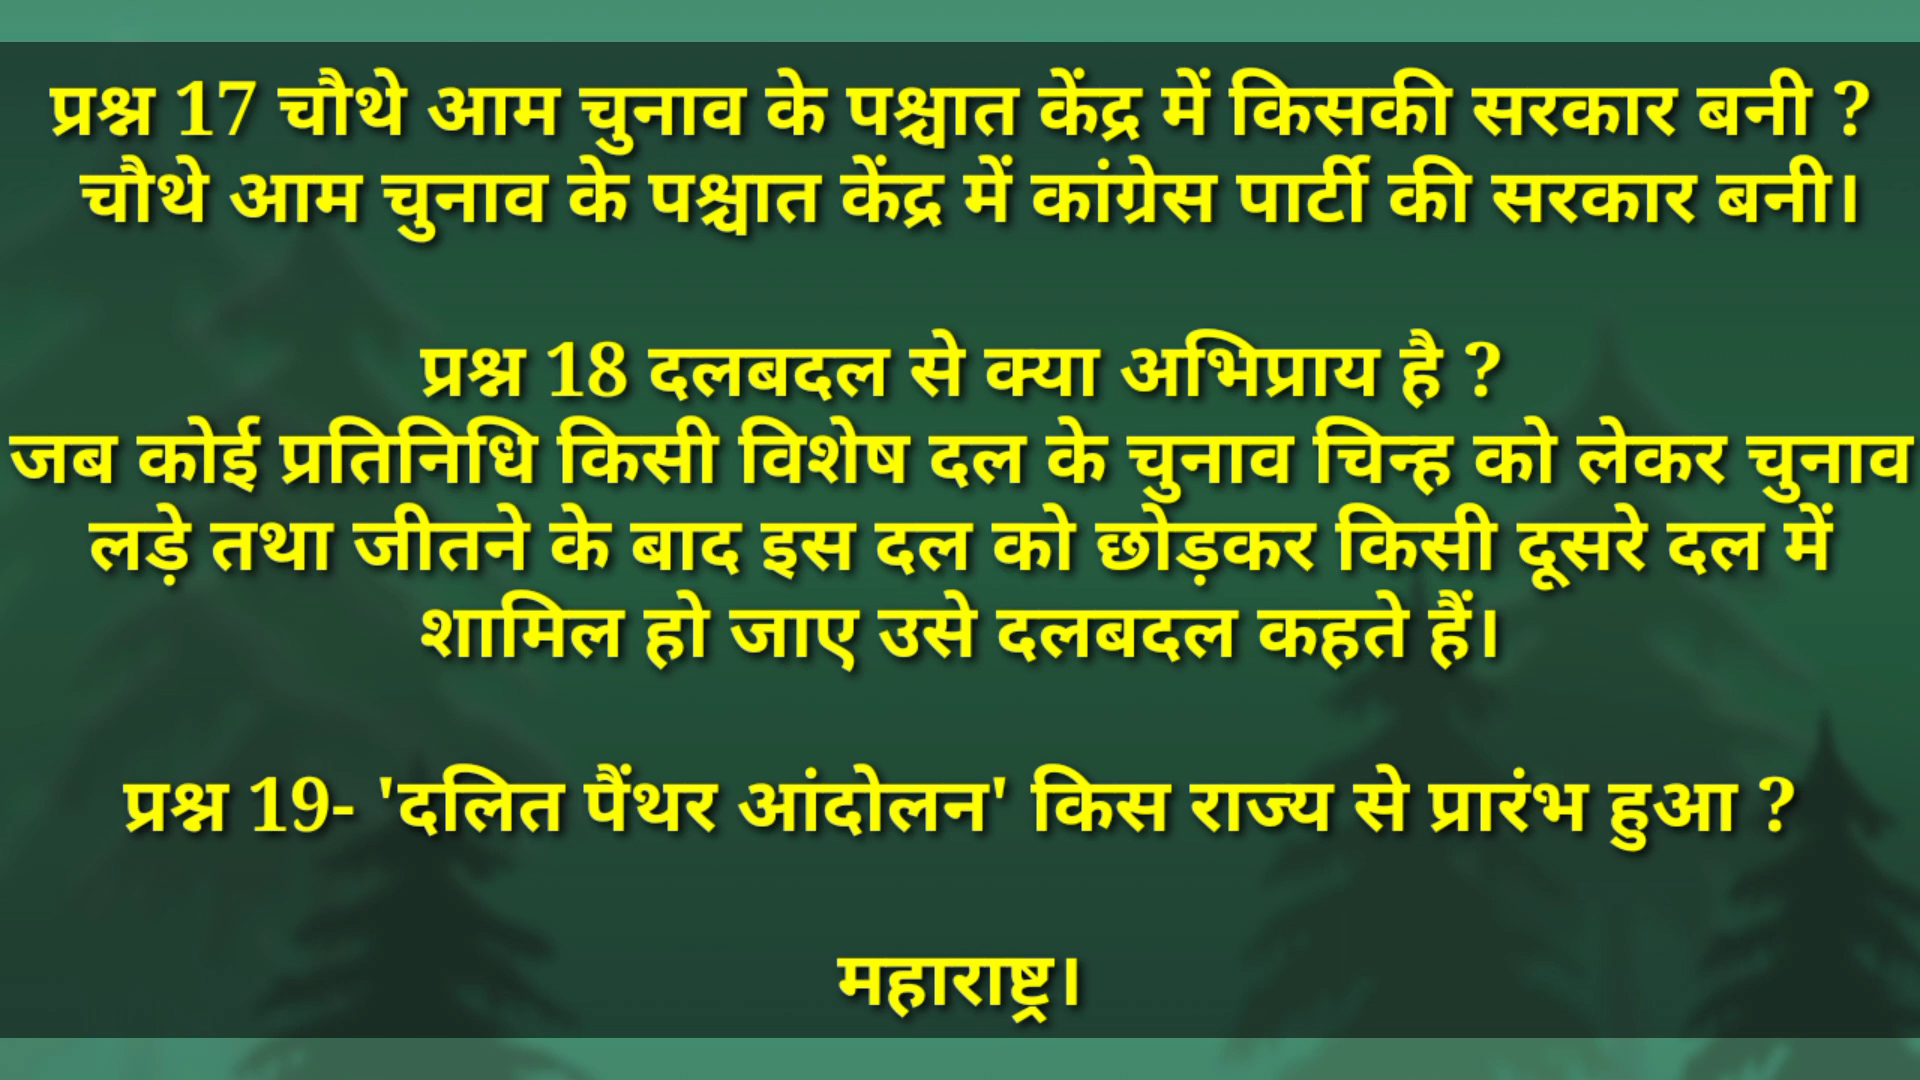 प्रश्न 17 चौथे आम चुनाव के पश्चात केंद्र में किसकी सरकार बनी ?
चौथे आम चुनाव के पश्चात केंद्र में कांग्रेस पार्टी की सरकार बनी।
प्रश्न 18 दलबदल से क्या अभिप्राय है ?
जब कोई प्रतिनिधि किसी विशेष दल के चुनाव चिन्ह को लेकर चुनाव
लड़े तथा जीतने के बाद इस दल को छोड़कर किसी दूसरे दल में
शामिल हो जाए उसे दलबदल कहते हैं।
प्रश्न 19- 'दलित पैंथर आंदोलन' किस राज्य से प्रारंभ हुआ ?
महाराष्ट्र।